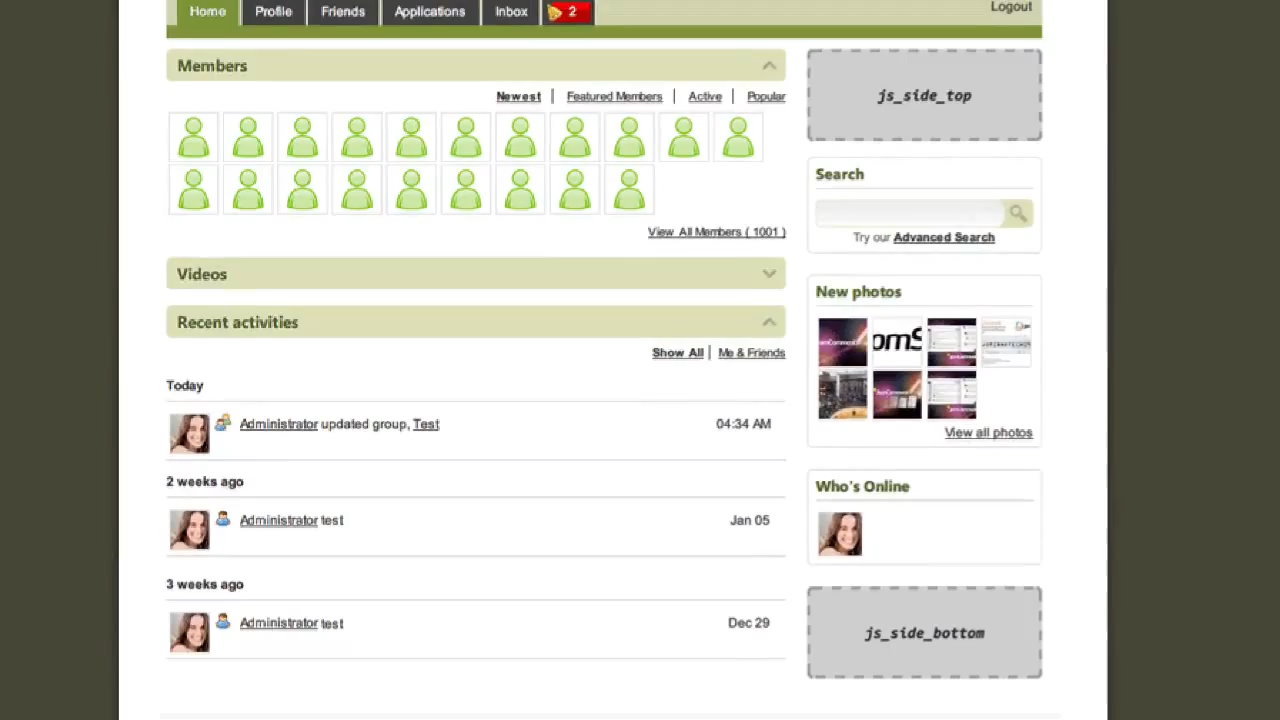 Home Profile Friends Applications Inbox 2 Logout
Members
Newest | Featured Members | Active | Popular
View All Members ( 1001 )
Videos
Recent activities
Show All | Me & Friends
Today
Administrator updated group, Test 04:34 AM
2 weeks ago
Administrator test Jan 05
3 weeks ago
Administrator test Dec 29
js_side_top
Search
Try our Advanced Search
New photos
omS
View all photos
Who's Online
js_side_bottom